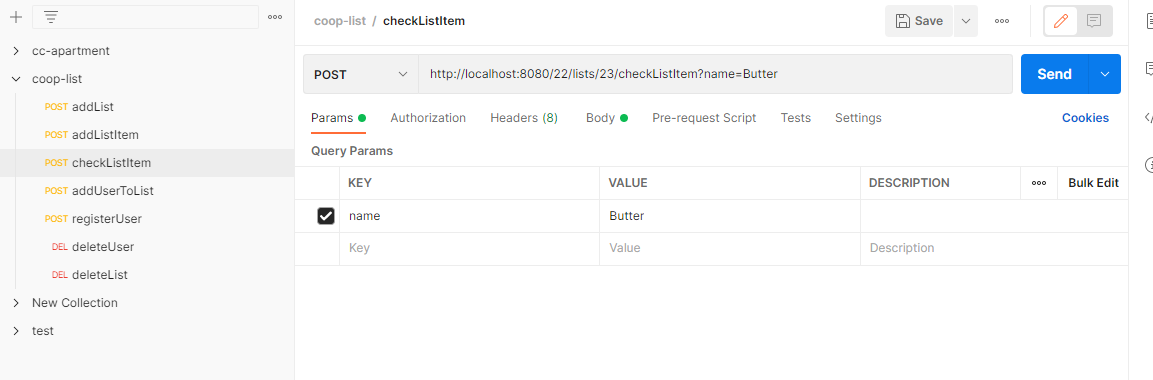 cc-apartment
coop-list
POST addList
POST addListItem
POST checkListItem
POST addUserToList
POST registerUser
DEL deleteUser
DEL deleteList
New Collection
test
coop-list / checkListItem
Save
POST http://localhost:8080/22/lists/23/checkListItem?name=Butter Send
Params Authorization Headers (8) Body Pre-request Script Tests Settings Cookies
Query Params
KEY VALUE DESCRIPTION Bulk Edit
name Butter
Key Value Description